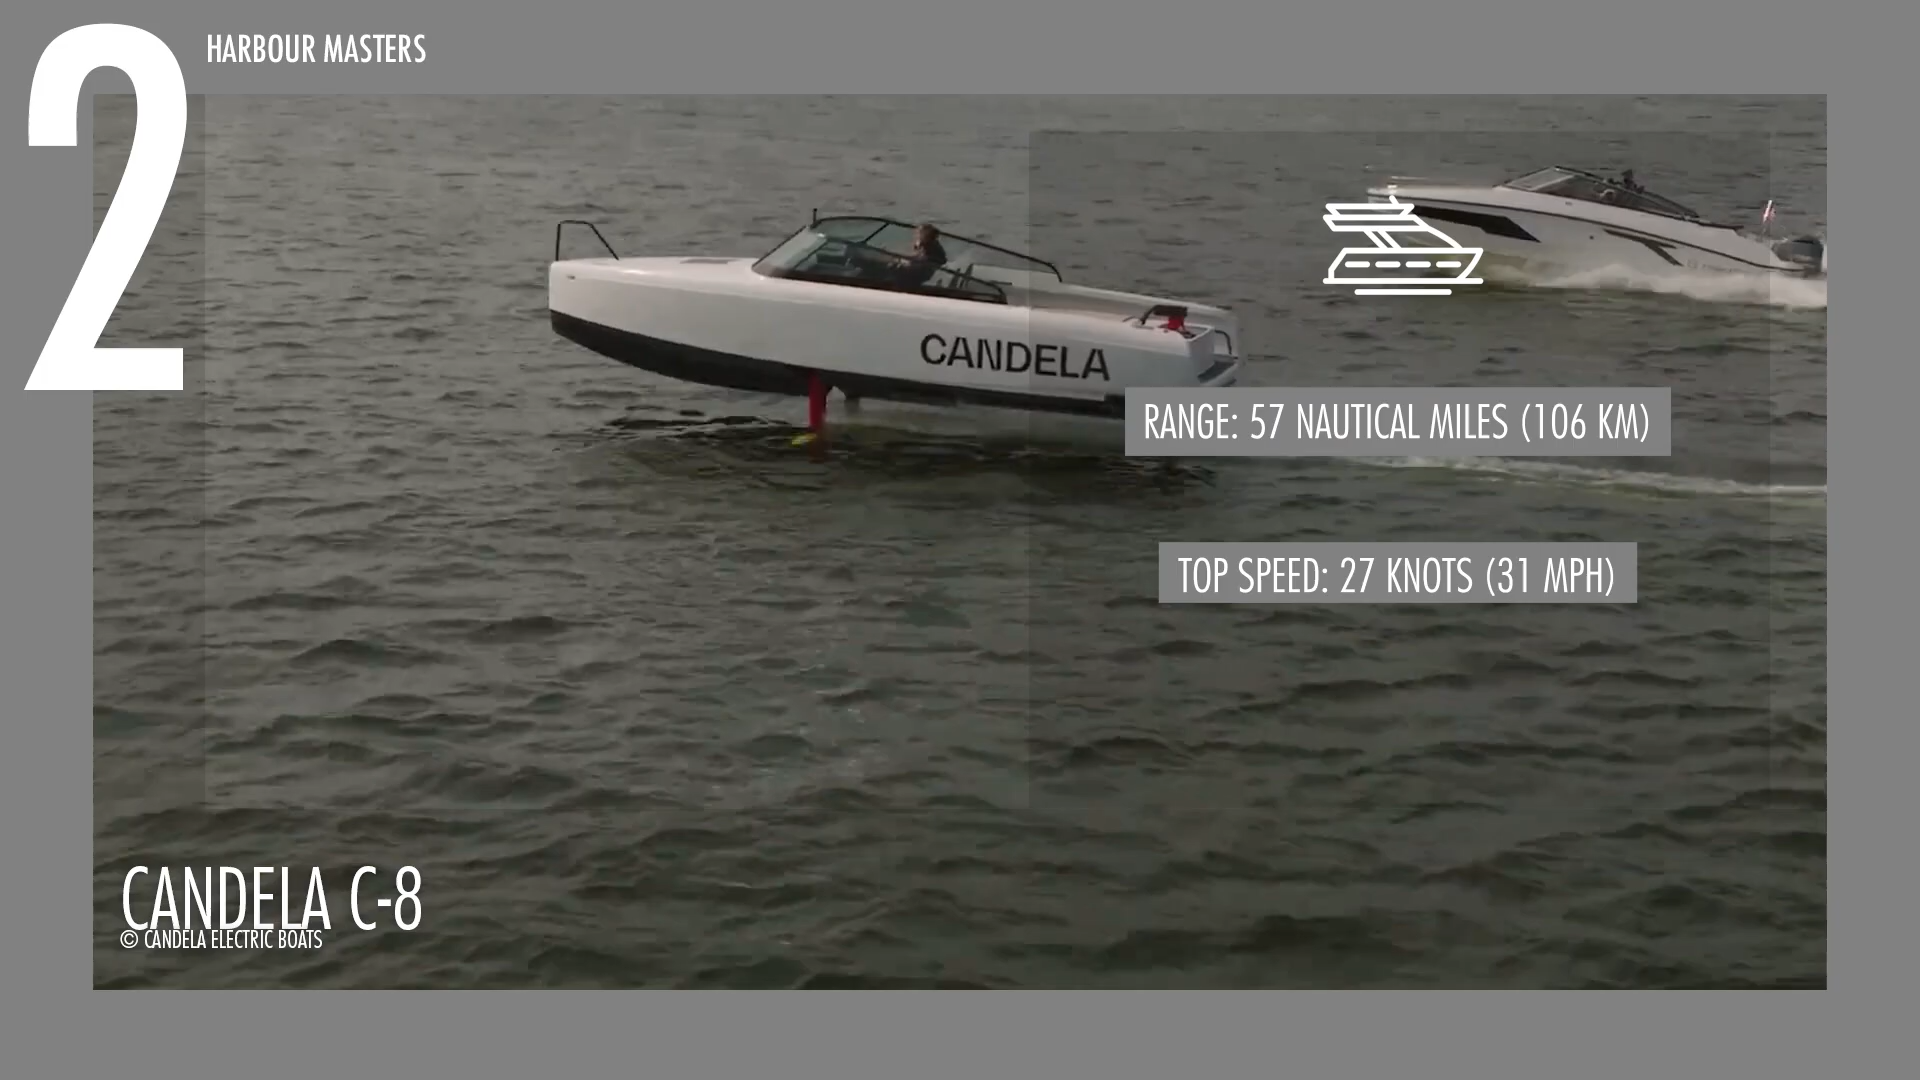 2
HARBOUR MASTERS
CANDELA
RANGE: 57 NAUTICAL MILES (106 KM)
TOP SPEED: 27 KNOTS (31 MPH)
CANDELA C-8
© CANDELA ELECTRIC BOATS